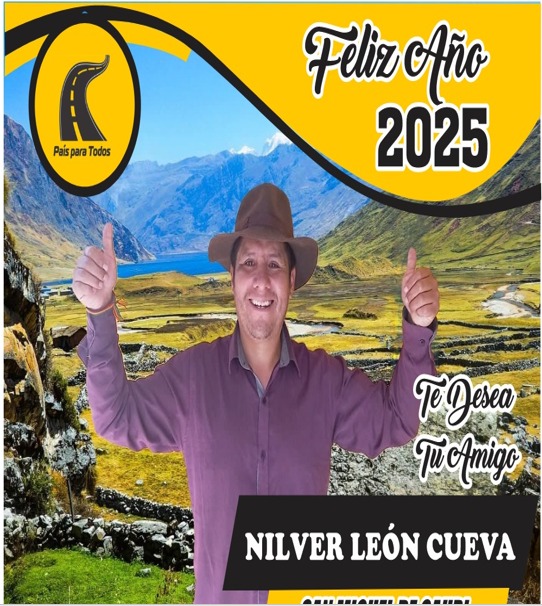 Feliz Año
2025
País para Todos
Te Desea
Tu Amigo
NILVER LEÓN CUEVA